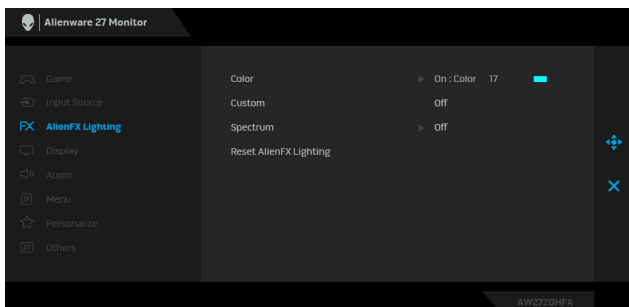 Alienware 27 Monitor
Game
Color On : Color 17
Input Source
Custom Off
FX AlienFX Lighting
Spectrum Off
Display
Reset AlienFX Lighting
Audio
Menu
Personalize
Others
AW2720HFA